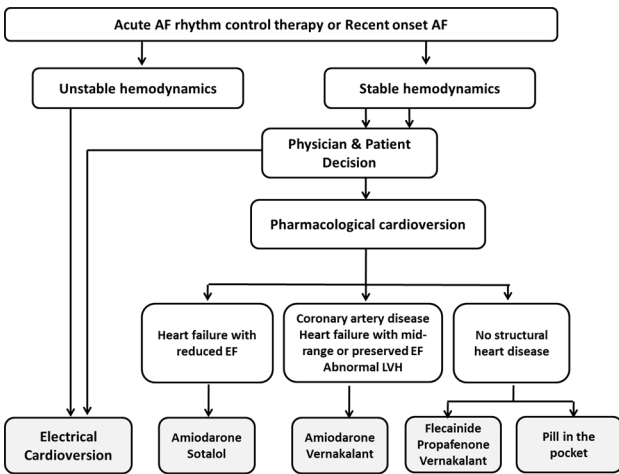 Acute AF rhythm control therapy or Recent onset AF
Unstable hemodynamics
Stable hemodynamics
Physician & Patient
Decision
Pharmacological cardioversion
Heart failure with
reduced EF
Coronary artery disease
Heart failure with mid-
range or preserved EF
Abnormal LVH
No structural
heart disease
Electrical
Cardioversion
Amiodarone
Sotalol
Amiodarone
Vernakalant
Flecainide
Propafenone
Vernakalant
Pill in the
pocket